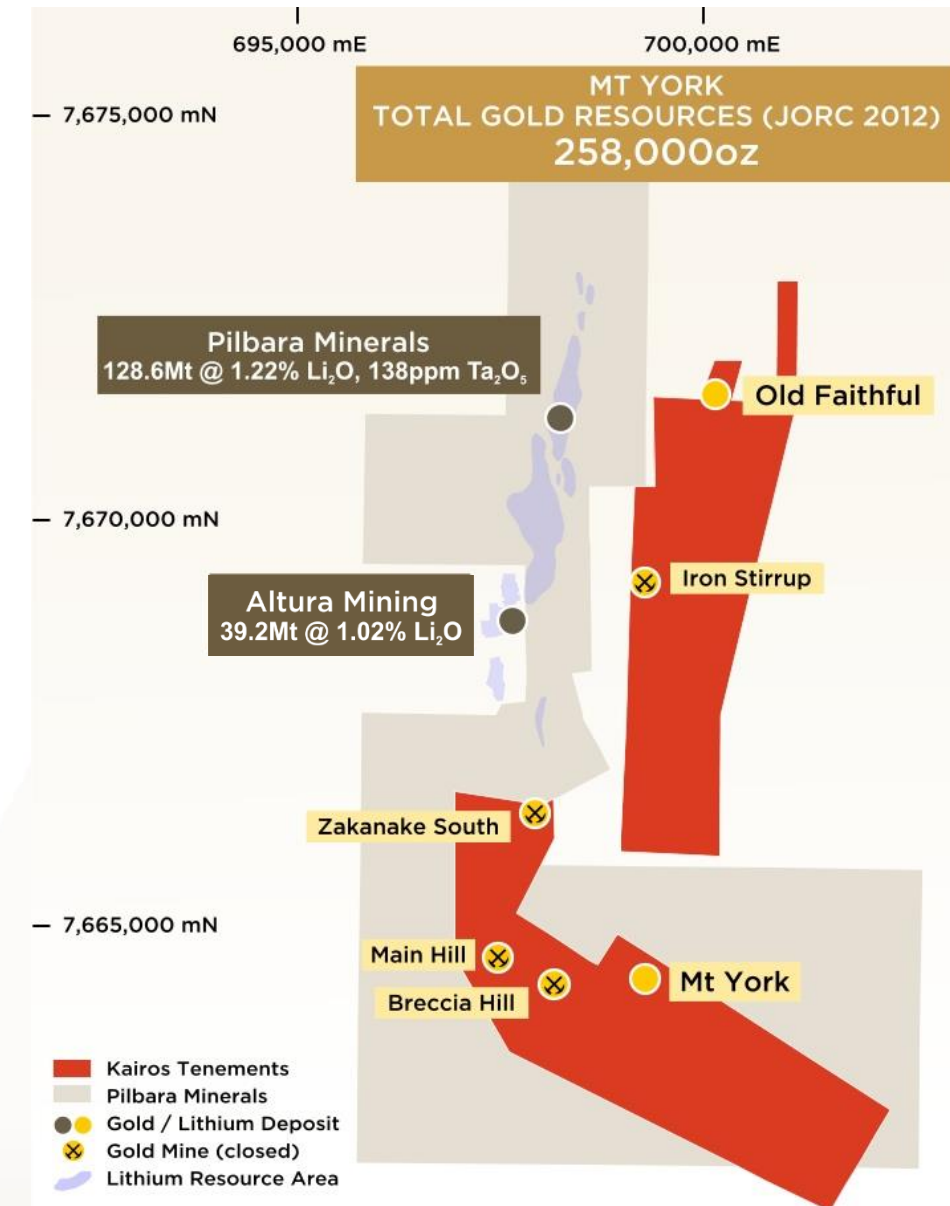 695,000 mE
700,000 mE
MT YORK
TOTAL GOLD RESOURCES (JORC 2012)
258,000oz
7,675,000 mN
Pilbara Minerals
128.6Mt @ 1.22% Li₂O, 138ppm Ta₂O₅
Old Faithful
7,670,000 mN
Iron Stirrup
Altura Mining
39.2Mt @ 1.02% Li₂O
Zakanake South
7,665,000 mN
Main Hill
Mt York
Breccia Hill
Kairos Tenements
Pilbara Minerals
Gold / Lithium Deposit
Gold Mine (closed)
Lithium Resource Area